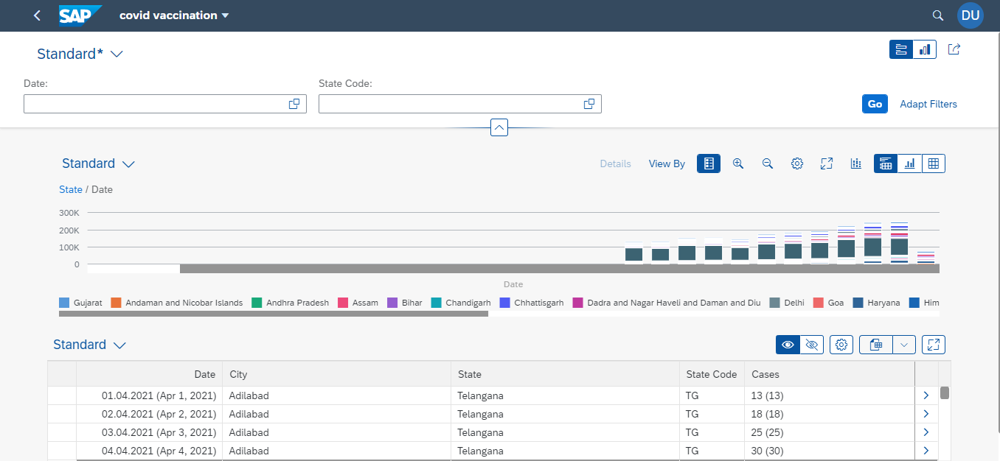 SAP covid vaccination DU
Standard*
Date: State Code:
Go Adapt Filters
Standard Details View By
State / Date
300K
200K
100K
0
Date
Gujarat Andaman and Nicobar Islands Andhra Pradesh Assam Bihar Chandigarh Chhattisgarh Dadra and Nagar Haveli and Daman and Diu Delhi Goa Haryana Him
Standard
Date City State State Code Cases
01.04.2021 (Apr 1, 2021) Adilabad Telangana TG 13 (13)
02.04.2021 (Apr 2, 2021) Adilabad Telangana TG 18 (18)
03.04.2021 (Apr 3, 2021) Adilabad Telangana TG 25 (25)
04.04.2021 (Apr 4, 2021) Adilabad Telangana TG 30 (30)